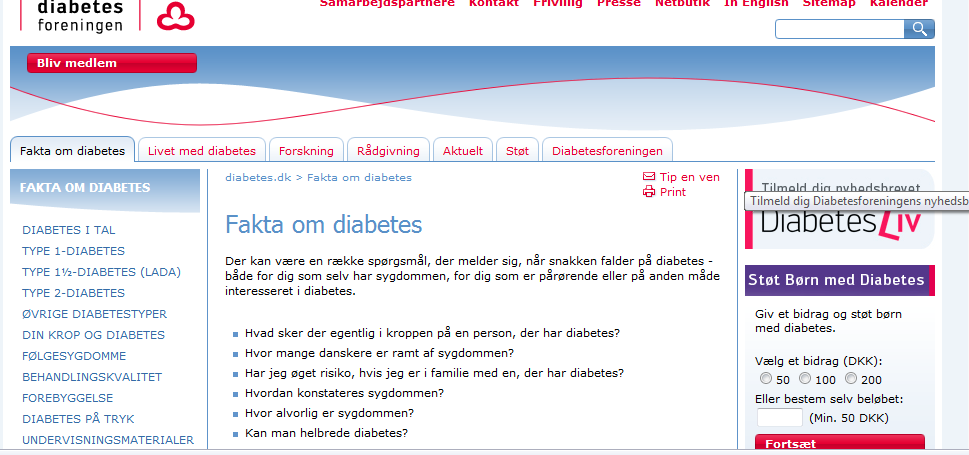 diabetes
foreningen
Samarbejdspartnere Kontakt Frivillig Presse Netbutik In English Sitemap Kalender
Bliv medlem
Fakta om diabetes
Livet med diabetes
Forskning
Rådgivning
Aktuelt
Støt
Diabetesforeningen
FAKTA OM DIABETES
DIABETES I TAL
TYPE 1-DIABETES
TYPE 1½-DIABETES (LADA)
TYPE 2-DIABETES
ØVRIGE DIABETESTYPER
DIN KROP OG DIABETES
FØLGESYGDOMME
BEHANDLINGSKVALITET
FOREBYGGELSE
DIABETES PÅ TRYK
UNDERVISNINGSMATERIALER
diabetes.dk > Fakta om diabetes
Tip en ven
Print
Fakta om diabetes
Der kan være en række spørgsmål, der melder sig, når snakken falder på diabetes -
både for dig som selv har sygdommen, for dig som er pårørende eller på anden måde
interesseret i diabetes.
Hvad sker der egentlig i kroppen på en person, der har diabetes?
Hvor mange danskere er ramt af sygdommen?
Har jeg øget risiko, hvis jeg er i familie med en, der har diabetes?
Hvordan konstateres sygdommen?
Hvor alvorlig er sygdommen?
Kan man helbrede diabetes?
Tilmeld dig nyhedsbrevet
Tilmeld dig Diabetesforeningens nyhedsb
DiabetesLiv
Støt Børn med Diabetes
Giv et bidrag og støt børn
med diabetes.
Vælg et bidrag (DKK):
50 100 200
Eller bestem selv beløbet:
(Min. 50 DKK)
Fortsæt